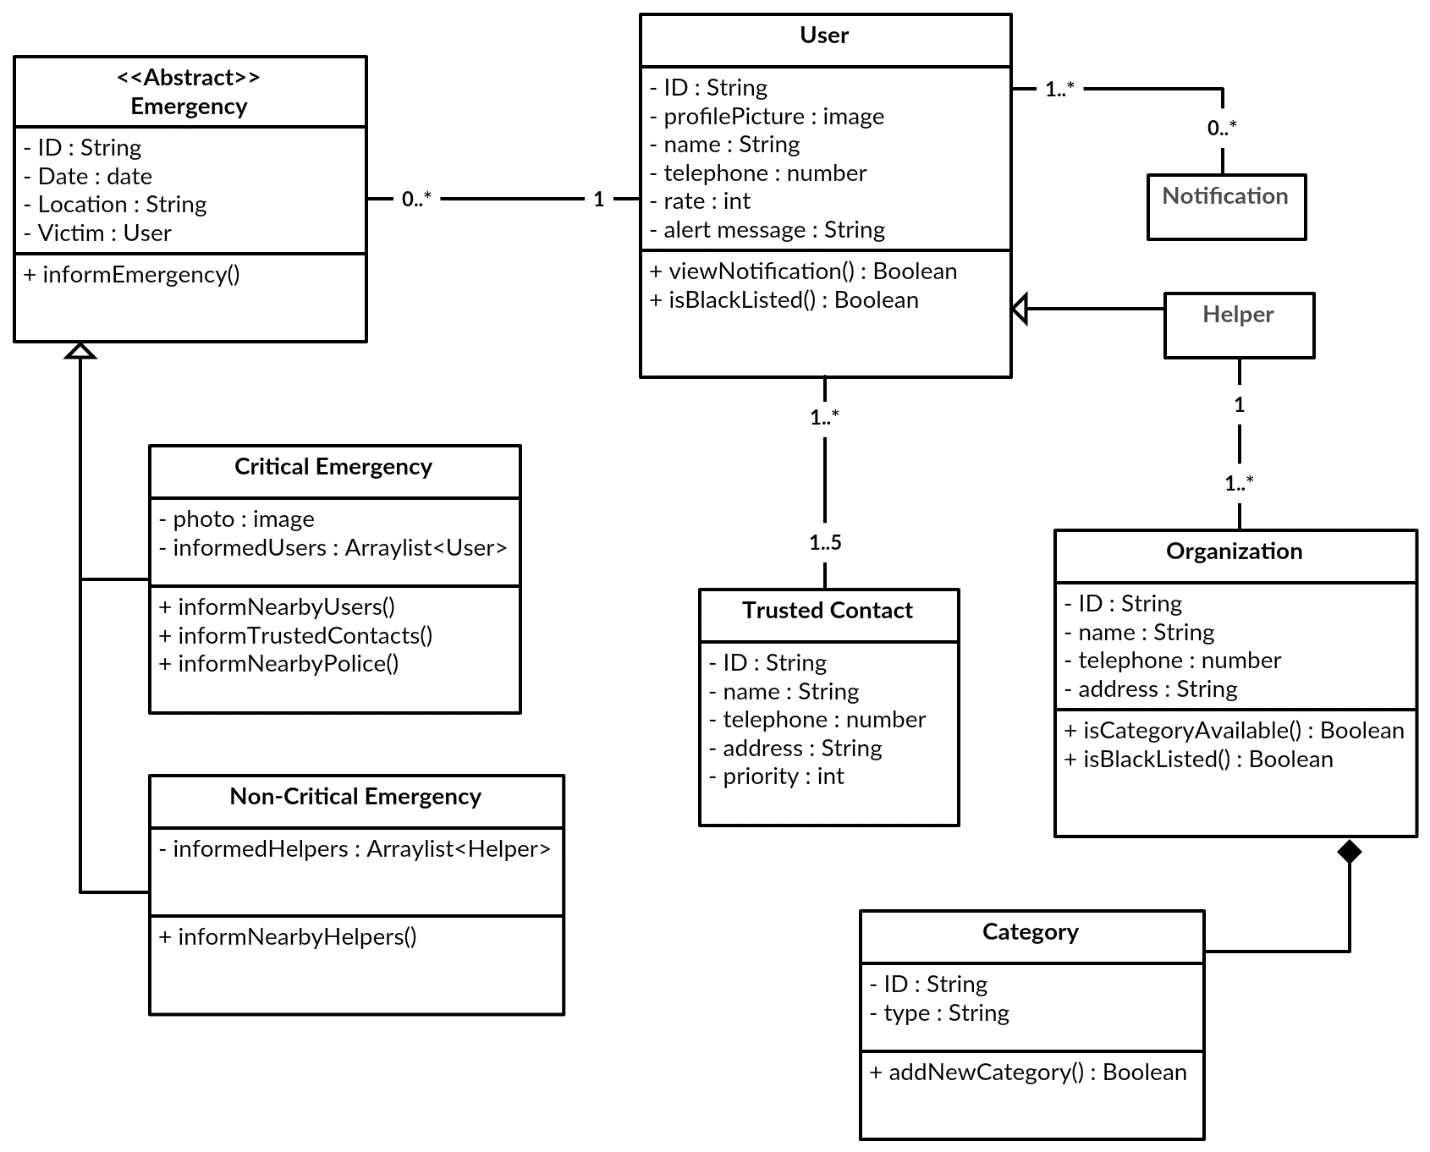 <<Abstract>>
Emergency
- ID : String
- Date : date
- Location : String
- Victim : User
+ informEmergency()
0..*
1
User
- ID : String
- profilePicture : image
- name : String
- telephone : number
- rate : int
- alert message : String
+ viewNotification() : Boolean
+ isBlackListed() : Boolean
1..*
0..*
Notification
Helper
1
1..*
1..*
1..5
Critical Emergency
- photo : image
- informedUsers : Arraylist<User>
+ informNearbyUsers()
+ informTrustedContacts()
+ informNearbyPolice()
Trusted Contact
- ID : String
- name : String
- telephone : number
- address : String
- priority : int
Organization
- ID : String
- name : String
- telephone : number
- address : String
+ isCategoryAvailable() : Boolean
+ isBlackListed() : Boolean
Non-Critical Emergency
- informedHelpers : Arraylist<Helper>
+ informNearbyHelpers()
Category
- ID : String
- type : String
+ addNewCategory() : Boolean